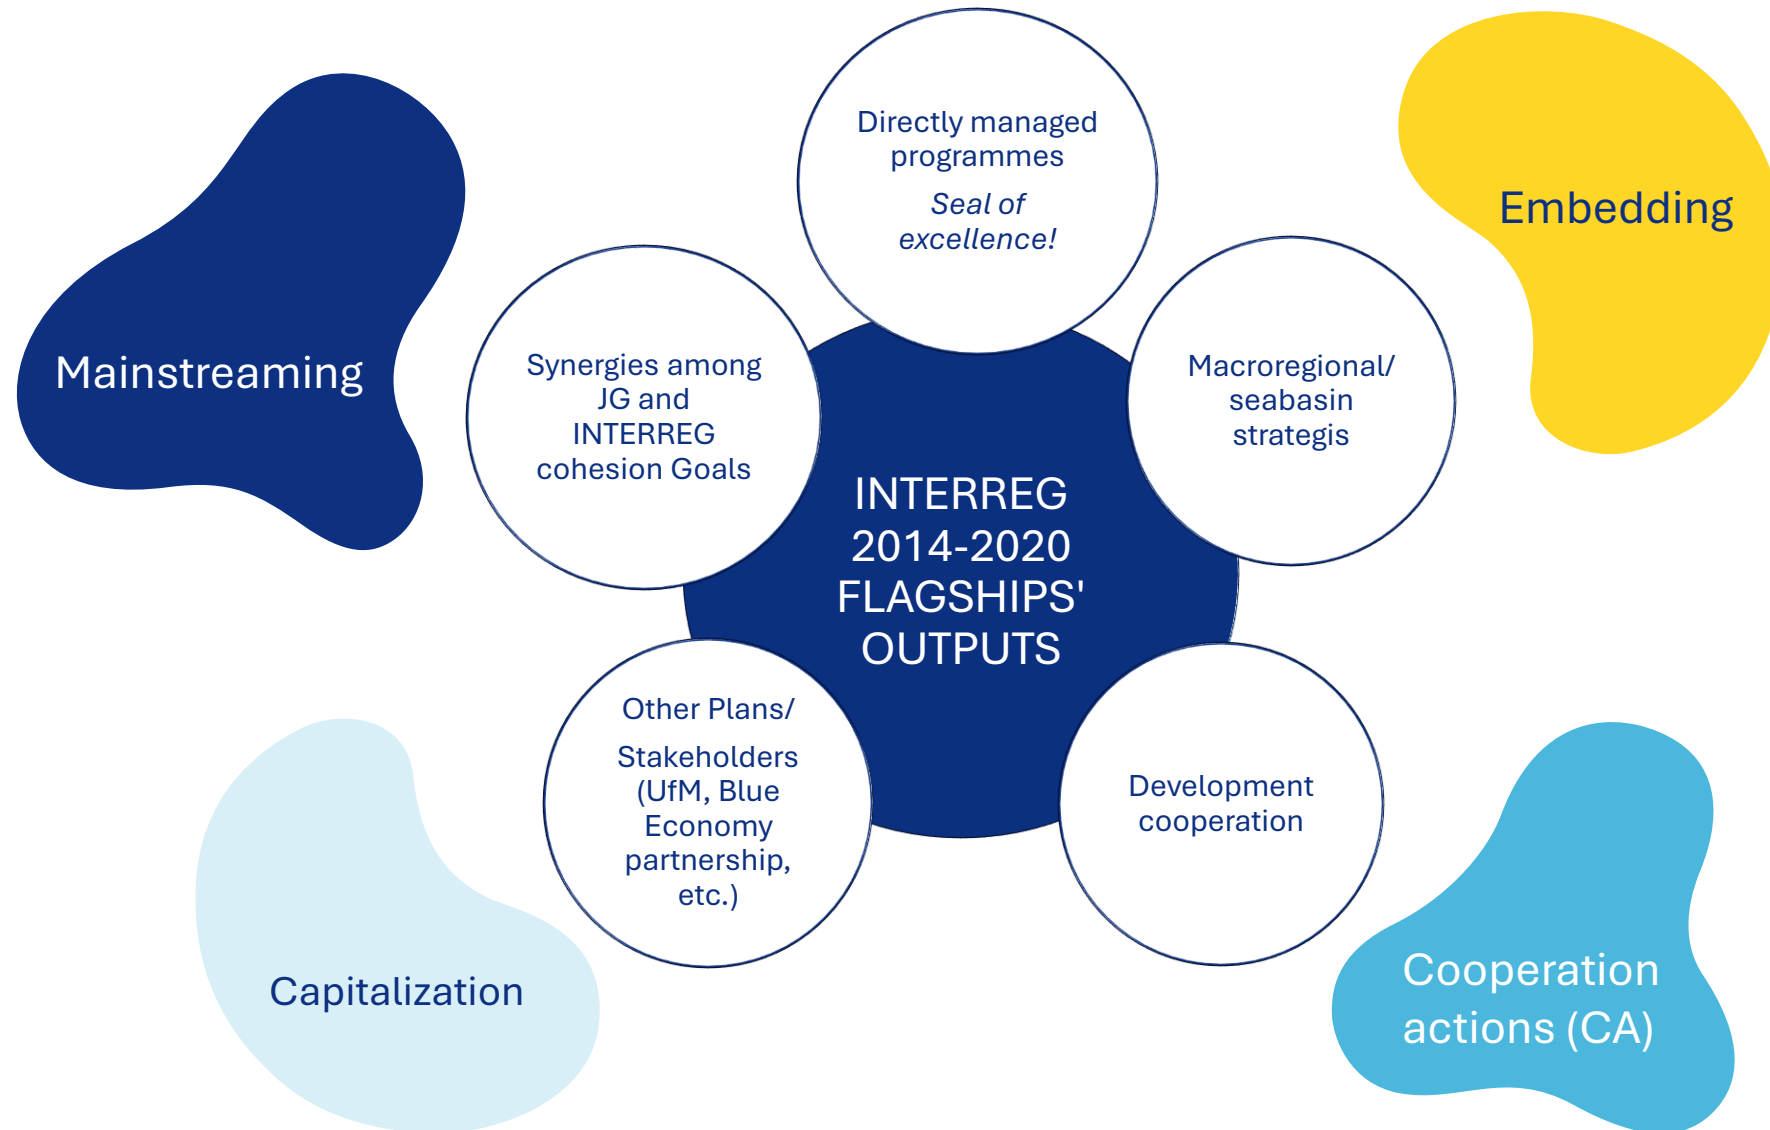 Directly managed
programmes
Seal of
excellence!
Embedding
Mainstreaming
Synergies among
JG and
INTERREG
cohesion Goals
Macroregional/
seabasin
strategis
INTERREG
2014-2020
FLAGSHIPS'
OUTPUTS
Other Plans/
Stakeholders
(UfM, Blue
Economy
partnership,
etc.)
Development
cooperation
Capitalization
Cooperation
actions (CA)